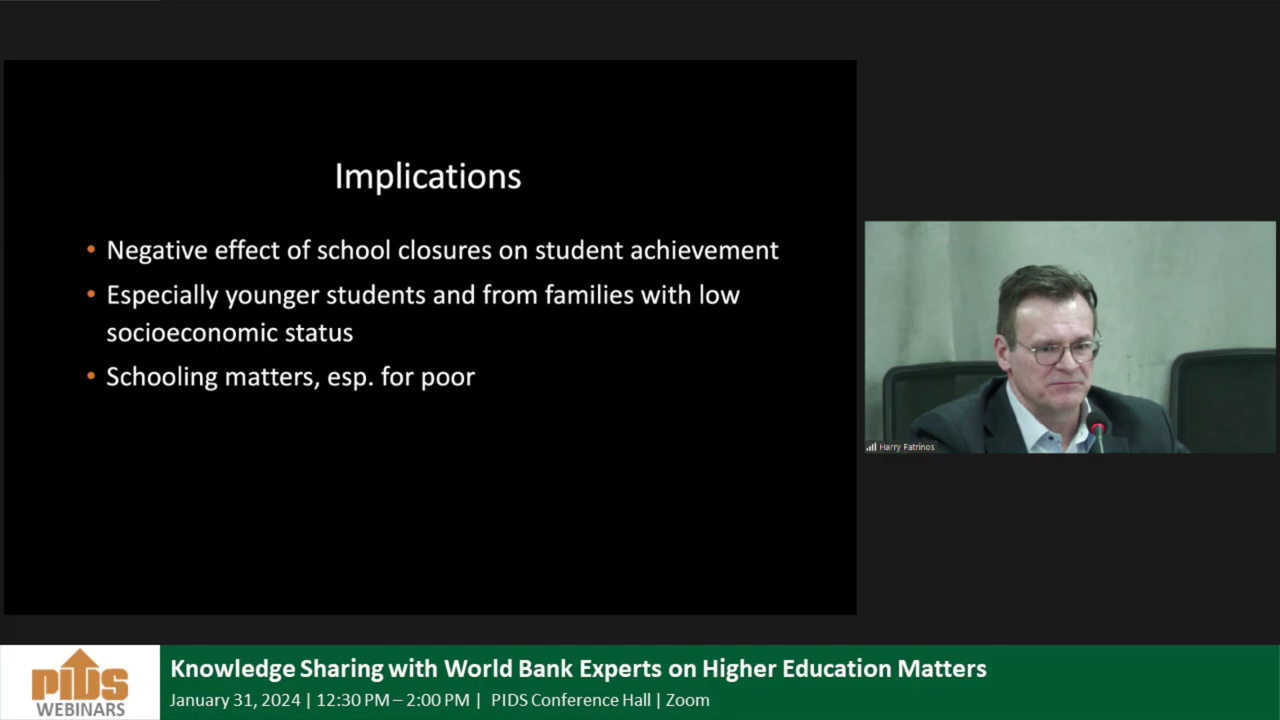 Implications
• Negative effect of school closures on student achievement
• Especially younger students and from families with low
socioeconomic status
• Schooling matters, esp. for poor
Harry Patrinos
PIDS
WEBINARS
Knowledge Sharing with World Bank Experts on Higher Education Matters
January 31, 2024 | 12:30 PM – 2:00 PM | PIDS Conference Hall | Zoom